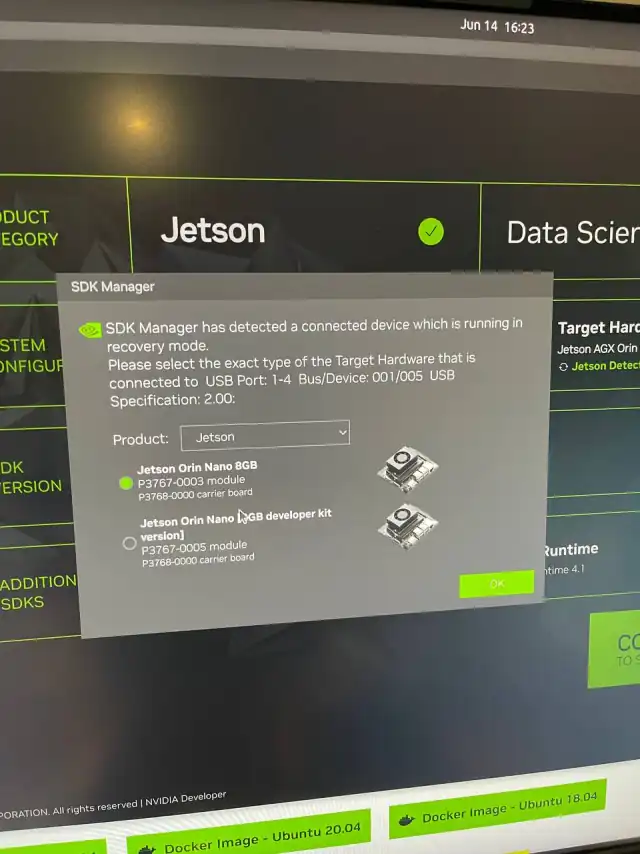 Jun 14 16:23
DUCT
EGORY
Jetson
Data Scien
SDK Manager
SDK Manager has detected a connected device which is running in
recovery mode.
Please select the exact type of the Target Hardware that is
connected to USB Port: 1-4 Bus/Device: 001/005 USB
Specification: 2.00:
Product:
Jetson
Jetson Orin Nano 8GB
P3767-0003 module
P3768-0000 carrier board
Jetson Orin Nano GB developer kit
version]
P3767-0005 module
P3768-0000 carrier board
OK
STEM
ONFIGUF
Target Hard
Jetson AGX Orin
Jetson Detec
DK
ERSION
ADDITION
SDKS
Runtime
ntime 4.1
CO
TO S
PORATION. All rights reserved | NVIDIA Developer
Docker Image - Ubuntu 20.04
Docker Image - Ubuntu 18.04